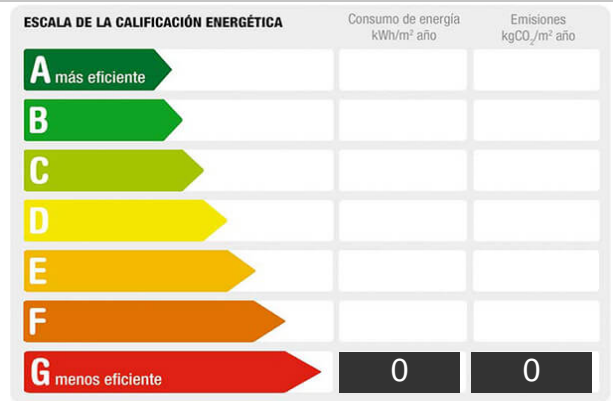 ESCALA DE LA CALIFICACIÓN ENERGÉTICA
Consumo de energía
kWh/m² año
Emisiones
kgCO₂/m² año
A más eficiente
B
C
D
E
F
G menos eficiente
0
0